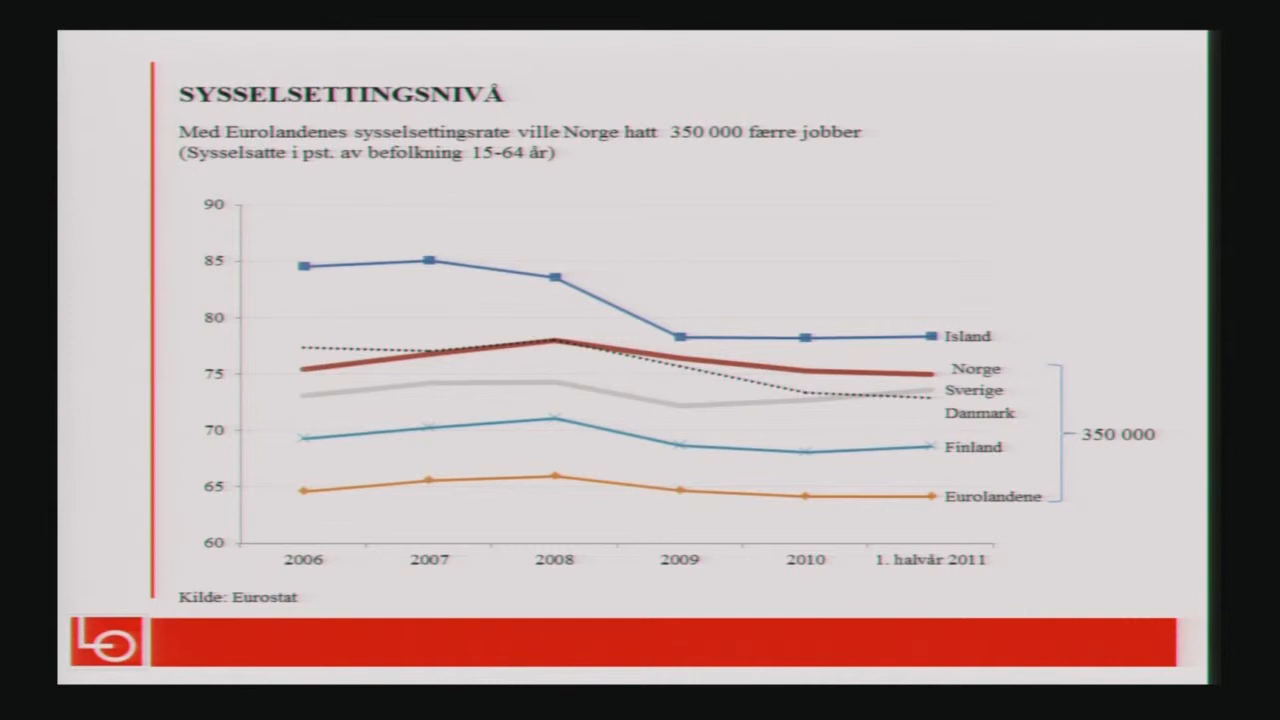 SYSSELSETTINGSNIVÅ
Med Eurolandenes sysselsettingsrate ville Norge hatt 350 000 færre jobber
(Sysselsatte i pst. av befolkning 15-64 år)
90
85
80
75
70
65
60
Island
Norge
Sverige
Danmark
Finland
Eurolandene
350 000
2006 2007 2008 2009 2010 1. halvår 2011
Kilde: Eurostat
LO